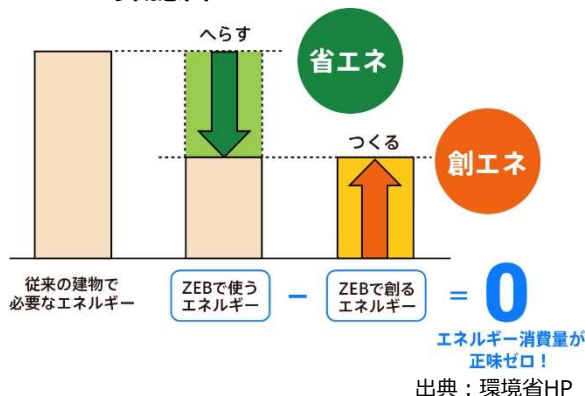 へらす
省エネ
つくる
創エネ
従来の建物で
必要なエネルギー
ZEBで使う
エネルギー
−
ZEBで創る
エネルギー
= 0
エネルギー消費量が
正味ゼロ！
出典：環境省HP